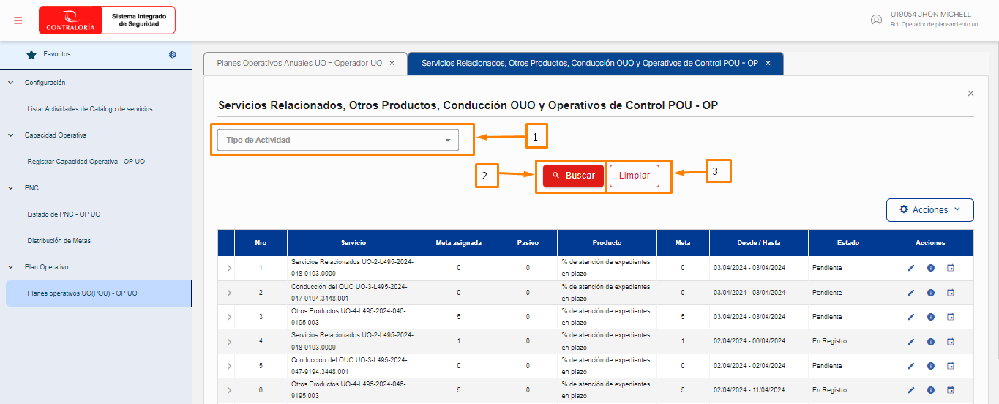 CONTRALORÍA
Sistema Integrado
de Seguridad
U19054 JHON MICHELL
Rol: Operador de planeamiento uo
Favoritos
Configuración
Listar Actividades de Catálogo de servicios
Capacidad Operativa
Registrar Capacidad Operativa - OP UO
PNC
Listado de PNC - OP UO
Distribución de Metas
Plan Operativo
Planes operativos UO(POU) - OP UO
Planes Operativos Anuales UO – Operador UO ×
Servicios Relacionados, Otros Productos, Conducción OUO y Operativos de Control POU - OP ×
Servicios Relacionados, Otros Productos, Conducción OUO y Operativos de Control POU - OP
Tipo de Actividad
1
2
Buscar
Limpiar
3
Acciones
Nro Servicio Meta asignada Pasivo Producto Meta Desde / Hasta Estado Acciones
1 Servicios Relacionados UO-2-L495-2024- 0 0 % de atención de expedientes 0 03/04/2024 - 03/04/2024 Pendiente
048-9193.0009 en plazo
2 Conducción del OUO UO-3-L495-2024- 0 0 % de atención de expedientes 0 03/04/2024 - 03/04/2024 Pendiente
047-9194.3448.001 en plazo
3 Otros Productos UO-4-L495-2024-046- 5 0 % de atención de expedientes 5 03/04/2024 - 03/04/2024 Pendiente
9195.003 en plazo
4 Servicios Relacionados UO-2-L495-2024- 1 0 % de atención de expedientes 1 02/04/2024 - 06/04/2024 En Registro
048-9193.0009 en plazo
5 Conducción del OUO UO-3-L495-2024- 0 0 % de atención de expedientes 0 02/04/2024 - 02/04/2024 Pendiente
047-9194.3448.001 en plazo
6 Otros Productos UO-4-L495-2024-046- 5 0 % de atención de expedientes 5 02/04/2024 - 11/04/2024 En Registro
9195.003 en plazo